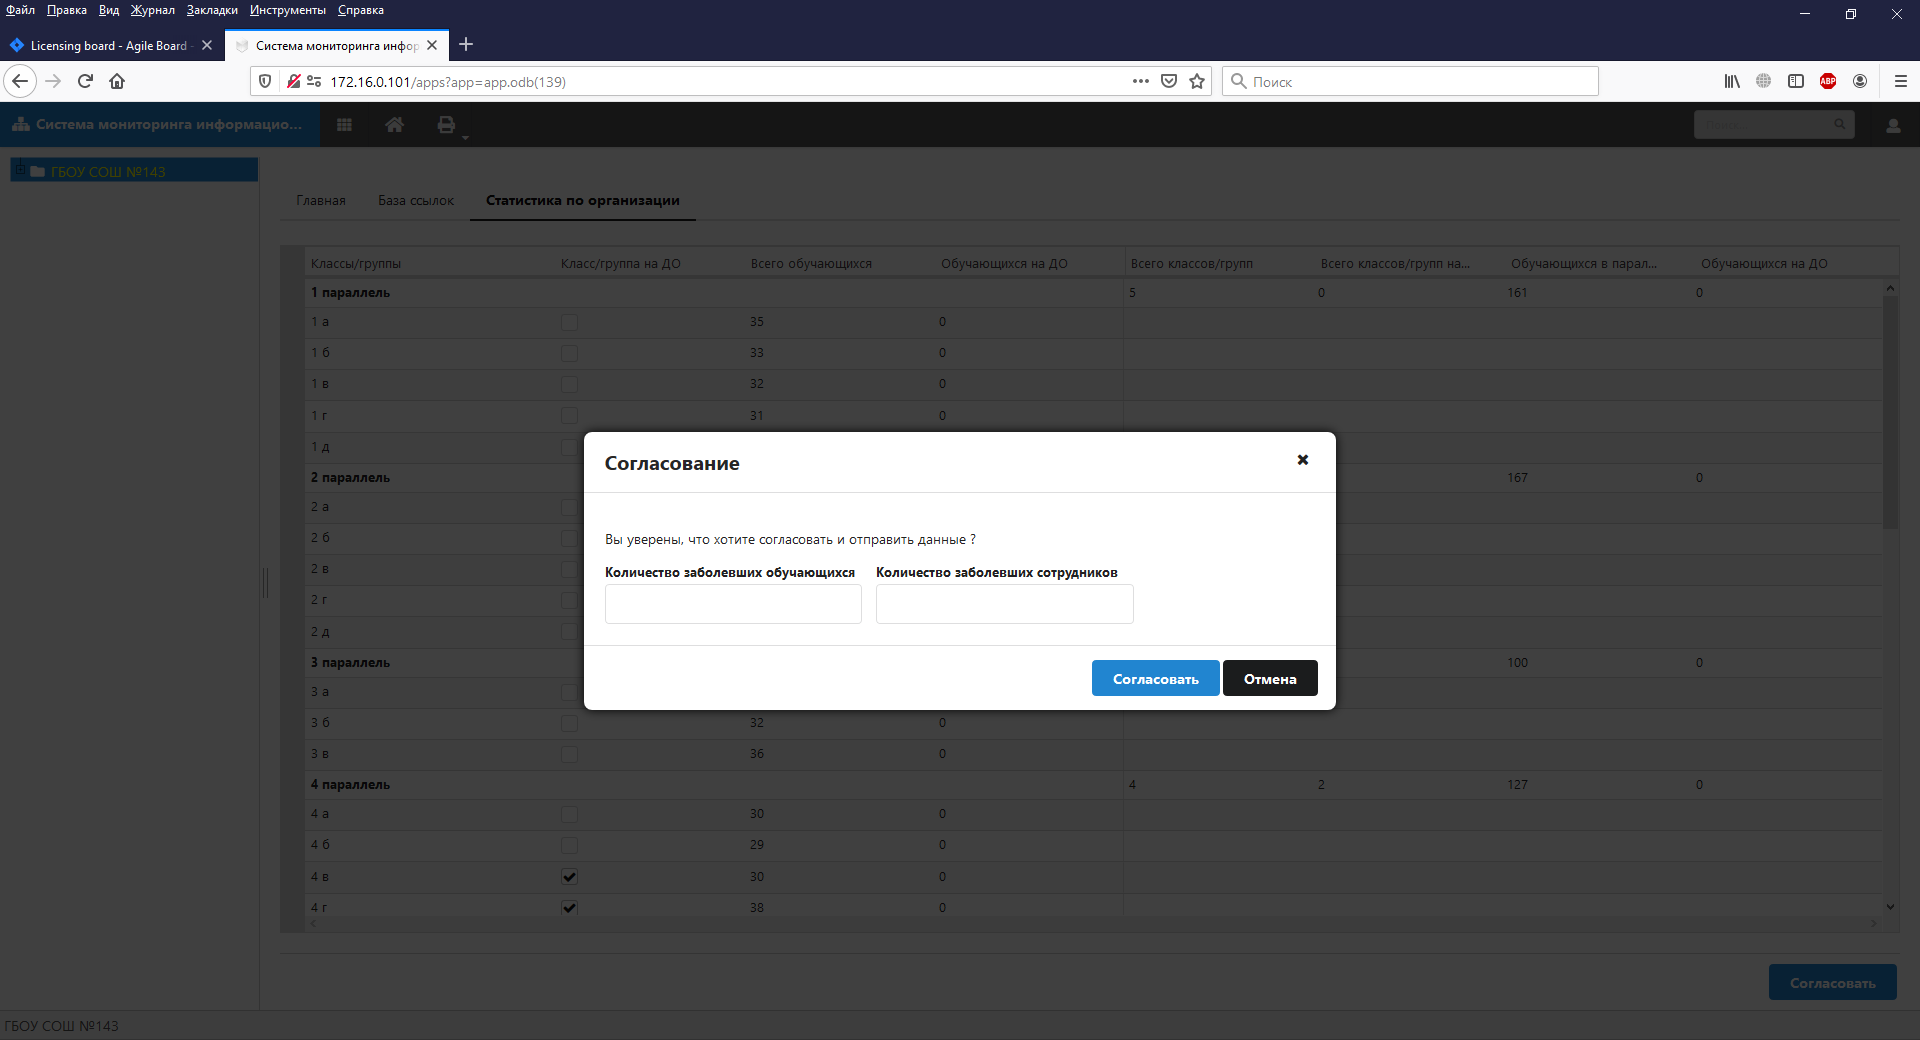 Файл Правка Вид Журнал Закладки Инструменты Справка
Licensing board - Agile Board -
Система мониторинга инфор
172.16.0.101/apps?app=app.odb(139)
Поиск
ABP
Система мониторинга информацио...
ГБОУ СОШ №143
Главная База ссылок Статистика по организации
Классы/группы Класс/группа на ДО Всего обучающихся Обучающихся на ДО Всего классов/групп Всего классов/групп на... Обучающихся в парал... Обучающихся на ДО
1 параллель 5 0 161 0
1 а 35 0
1 б 33 0
1 в 32 0
1 г 31 0
1 д
2 параллель 167 0
2 а
2 б
2 в
2 г
2 д
3 параллель 100 0
3 а
3 б 32 0
3 в 36 0
4 параллель 4 2 127 0
4 а 30 0
4 б 29 0
4 в 30 0
4 г 38 0
Согласование
Вы уверены, что хотите согласовать и отправить данные ?
Количество заболевших обучающихся Количество заболевших сотрудников
Согласовать Отмена
Согласовать
ГБОУ СОШ №143